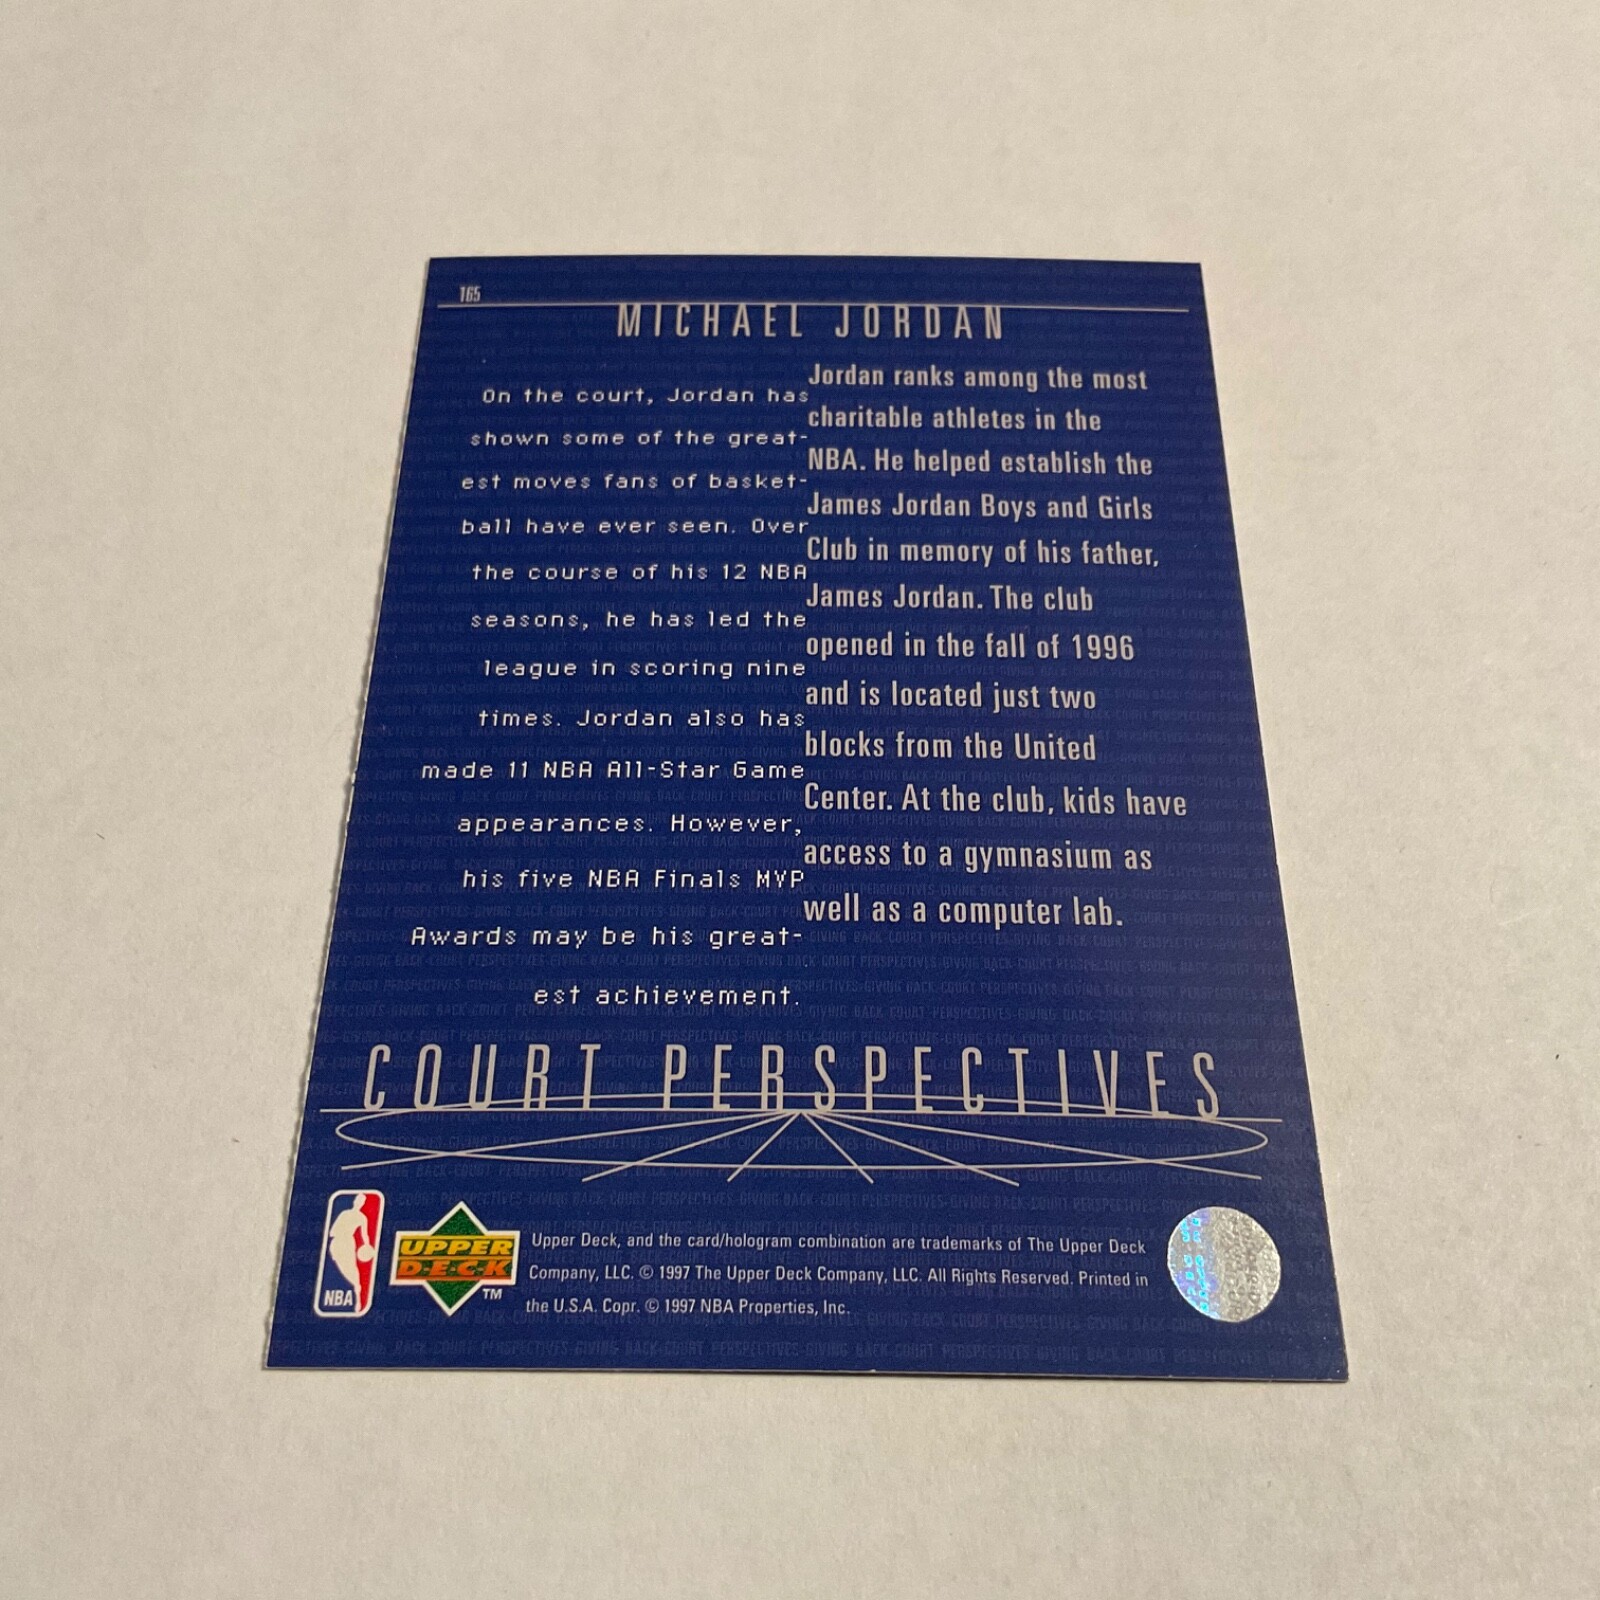 165
MICHAEL JORDAN
On the court, Jordan has
shown some of the great-
est moves fans of basket-
ball have ever seen. Over
the course of his 12 NBA
seasons, he has led the
league in scoring nine
times. Jordan also has
made 11 NBA All-Star Game
appearances. However,
his five NBA Finals MVP
Awards may be his great-
est achievement.
Jordan ranks among the most
charitable athletes in the
NBA. He helped establish the
James Jordan Boys and Girls
Club in memory of his father,
James Jordan. The club
opened in the fall of 1996
and is located just two
blocks from the United
Center. At the club, kids have
access to a gymnasium as
well as a computer lab.
COURT PERSPECTIVES
NBA
UPPER
DECK
TM
Upper Deck, and the card/hologram combination are trademarks of The Upper Deck
Company, LLC. © 1997 The Upper Deck Company, LLC. All Rights Reserved. Printed in
the U.S.A. Copr. © 1997 NBA Properties, Inc.